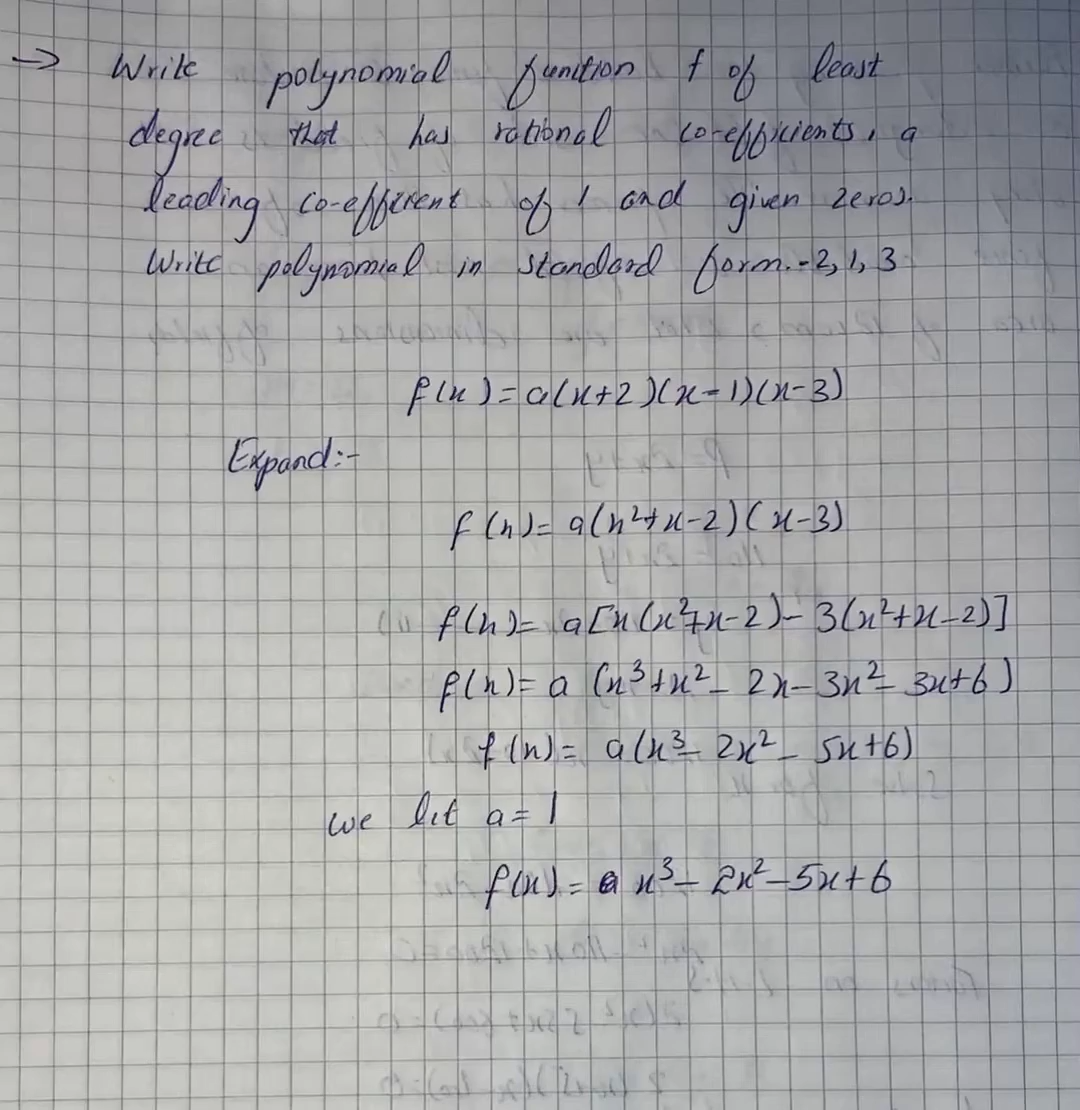 → Write polynomial funition f of least
degree that has rational co-efficients, a
leading co-efficient of 1 and given zeros.
Write polynomial in standard form. -2, 1, 3
f(x) = a(x+2)(x-1)(x-3)
Expand:-
f(x) = a(x²+x-2)(x-3)
f(x) = a[x(x²+x-2)-3(x²+x-2)]
f(x) = a (x³+x²-2x-3x²-3x+6)
f(x) = a(x³-2x²-5x+6)
we let a = 1
f(x) = x³-2x²-5x+6